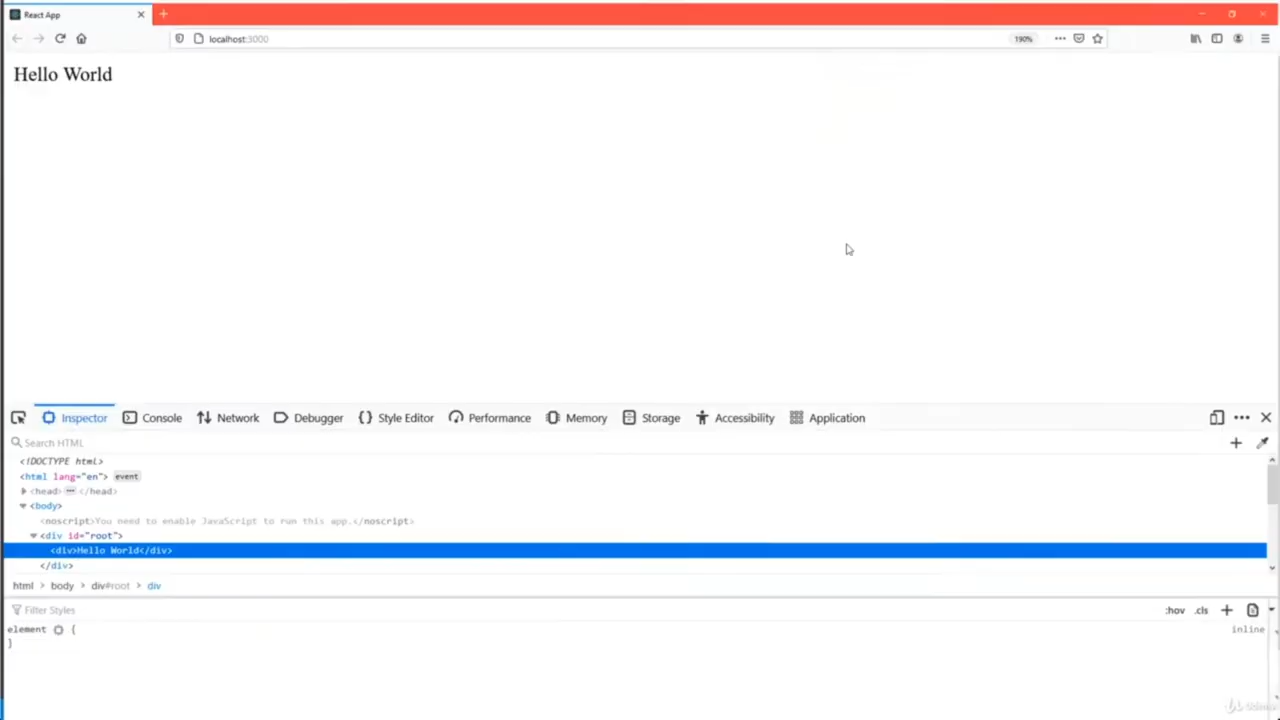 React App
localhost:3000
190%
Hello World
Inspector
Console
Network
Debugger
Style Editor
Performance
Memory
Storage
Accessibility
Application
Search HTML
<!DOCTYPE html>
<html lang="en"> event
<head> ••• </head>
<body>
<noscript>You need to enable JavaScript to run this app.</noscript>
<div id="root">
<div>Hello World</div>
</div>
html > body > div#root > div
Filter Styles
:hov .cls
element {
inline
}
Udemy